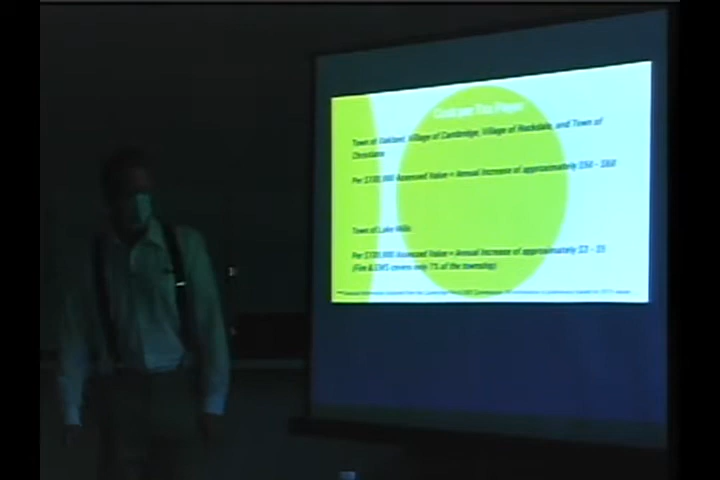 Cost per Tax Payer
Town of Oakland, Village of Cambridge, Village of Rockdale, and Town of
Christiana
Per $100,000 Assessed Value = Annual Increase of approximately $50 - $60
Town of Lake Mills
Per $100,000 Assessed Value = Annual Increase of approximately $3 - $5
(Fire & EMS covers only 7% of the township)